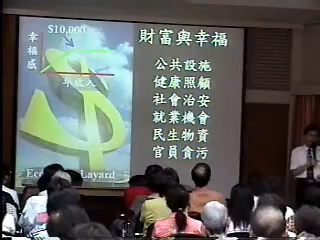 $10,000
幸福感
年收入
Layard
財富與幸福
公共設施
健康照顧
社會治安
就業機會
民生物資
官員貪污